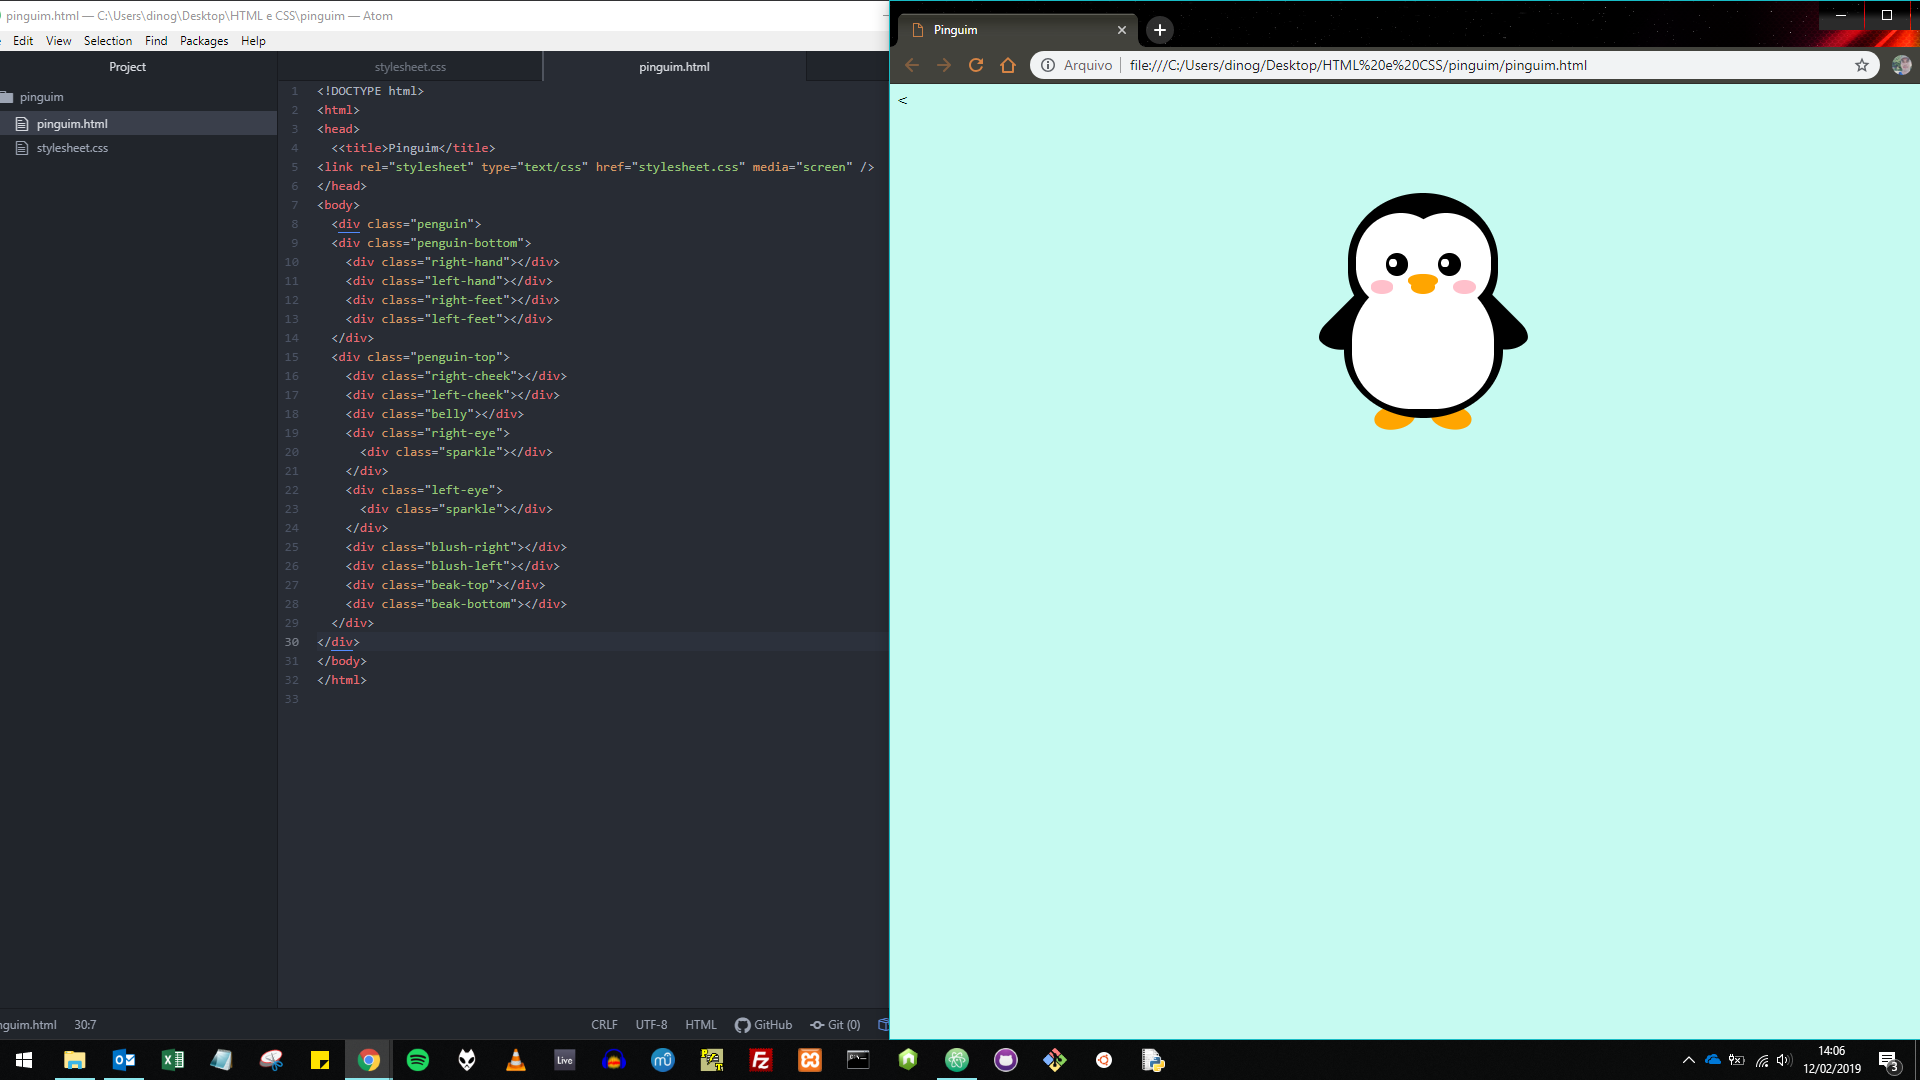 pinguim.html — C:\Users\dinog\Desktop\HTML e CSS\pinguim — Atom
Edit View Selection Find Packages Help
Project
pinguim
pinguim.html
stylesheet.css
stylesheet.css
pinguim.html
1 <!DOCTYPE html>
2 <html>
3 <head>
4 <<title>Pinguim</title>
5 <link rel="stylesheet" type="text/css" href="stylesheet.css" media="screen" />
6 </head>
7 <body>
8 <div class="penguin">
9 <div class="penguin-bottom">
10 <div class="right-hand"></div>
11 <div class="left-hand"></div>
12 <div class="right-feet"></div>
13 <div class="left-feet"></div>
14 </div>
15 <div class="penguin-top">
16 <div class="right-cheek"></div>
17 <div class="left-cheek"></div>
18 <div class="belly"></div>
19 <div class="right-eye">
20 <div class="sparkle"></div>
21 </div>
22 <div class="left-eye">
23 <div class="sparkle"></div>
24 </div>
25 <div class="blush-right"></div>
26 <div class="blush-left"></div>
27 <div class="beak-top"></div>
28 <div class="beak-bottom"></div>
29 </div>
30 </div>
31 </body>
32 </html>
33
nguim.html 30:7
CRLF UTF-8 HTML GitHub Git (0)
Pinguim
Arquivo file:///C:/Users/dinog/Desktop/HTML%20e%20CSS/pinguim/pinguim.html
<
Live
14:06
12/02/2019
3